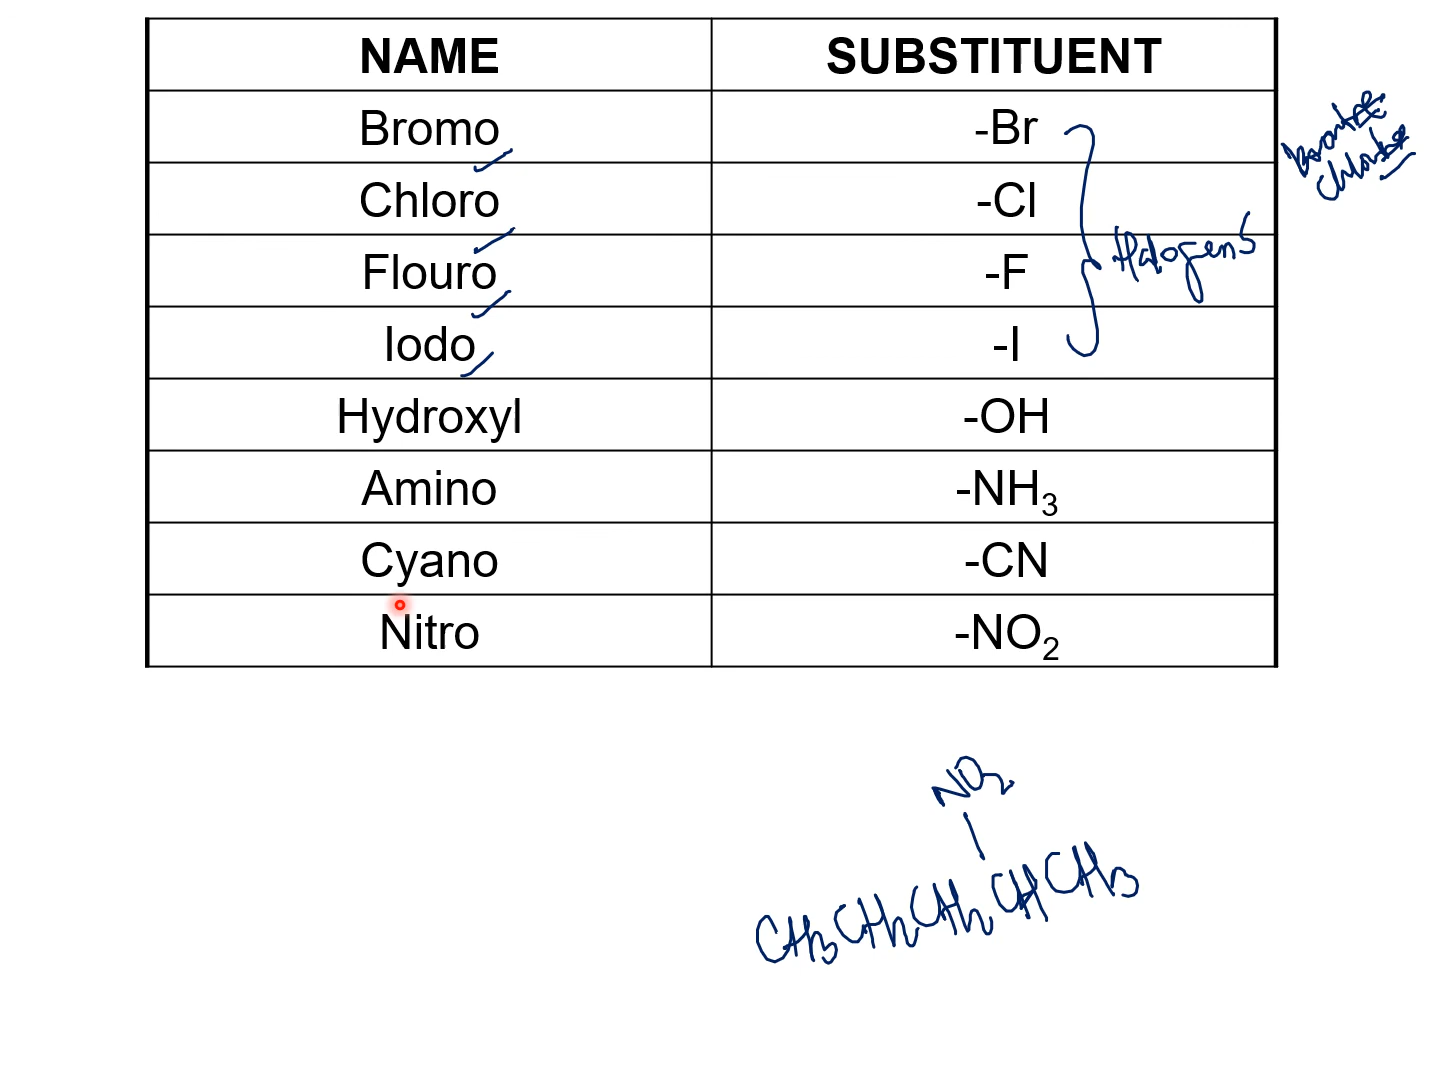 NAME SUBSTITUENT
Bromo -Br
Chloro -Cl
Flouro -F
Iodo -I
Hydroxyl -OH
Amino -NH₃
Cyano -CN
Nitro -NO₂
Halogens
NO₂
CH₃CH₂CH₂CHCH₃